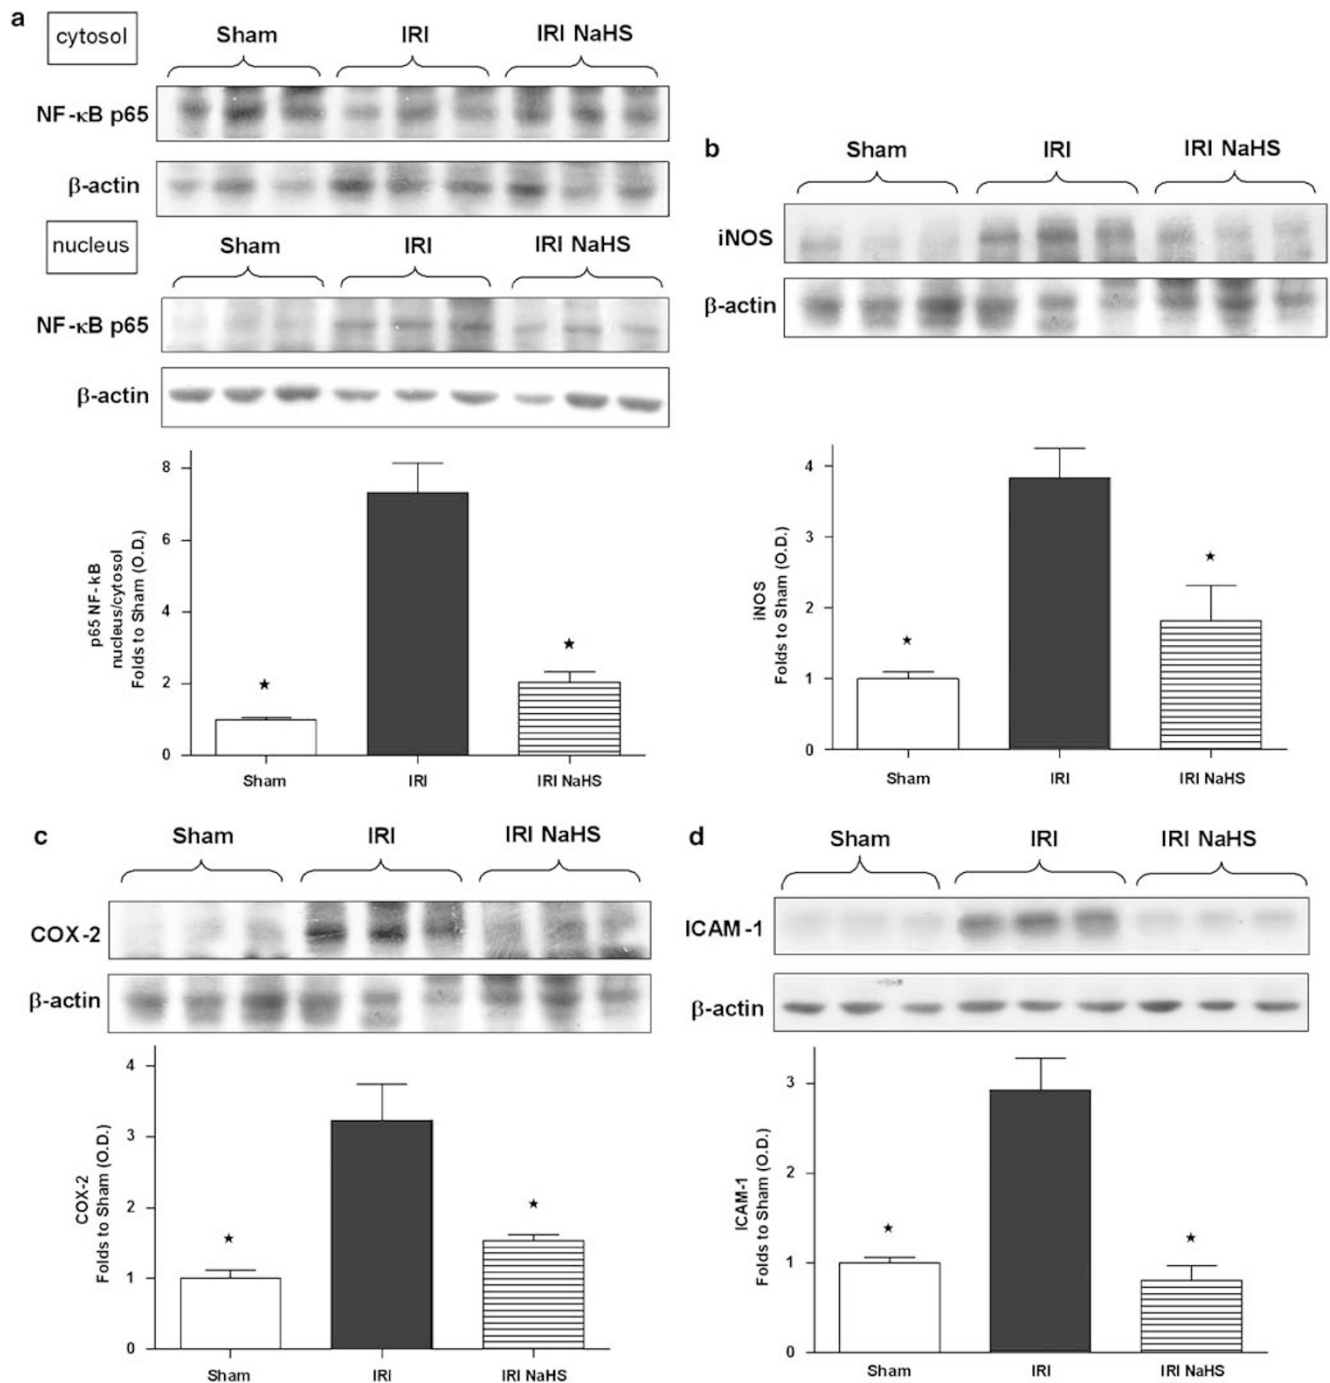 a
cytosol
Sham IRI IRI NaHS
NF-κB p65
β-actin
nucleus
Sham IRI IRI NaHS
NF-κB p65
β-actin
8
6
4
2
0
p65 NF-kB
nucleus/cytosol
Folds to Sham (O.D.)
★ ★
Sham IRI IRI NaHS
b
Sham IRI IRI NaHS
iNOS
β-actin
4
3
2
1
0
iNOS
Folds to Sham (O.D.)
★ ★
Sham IRI IRI NaHS
c
Sham IRI IRI NaHS
COX-2
β-actin
4
3
2
1
0
COX-2
Folds to Sham (O.D.)
★ ★
Sham IRI IRI NaHS
d
Sham IRI IRI NaHS
ICAM-1
β-actin
3
2
1
0
ICAM-1
Folds to Sham (O.D.)
★ ★
Sham IRI IRI NaHS